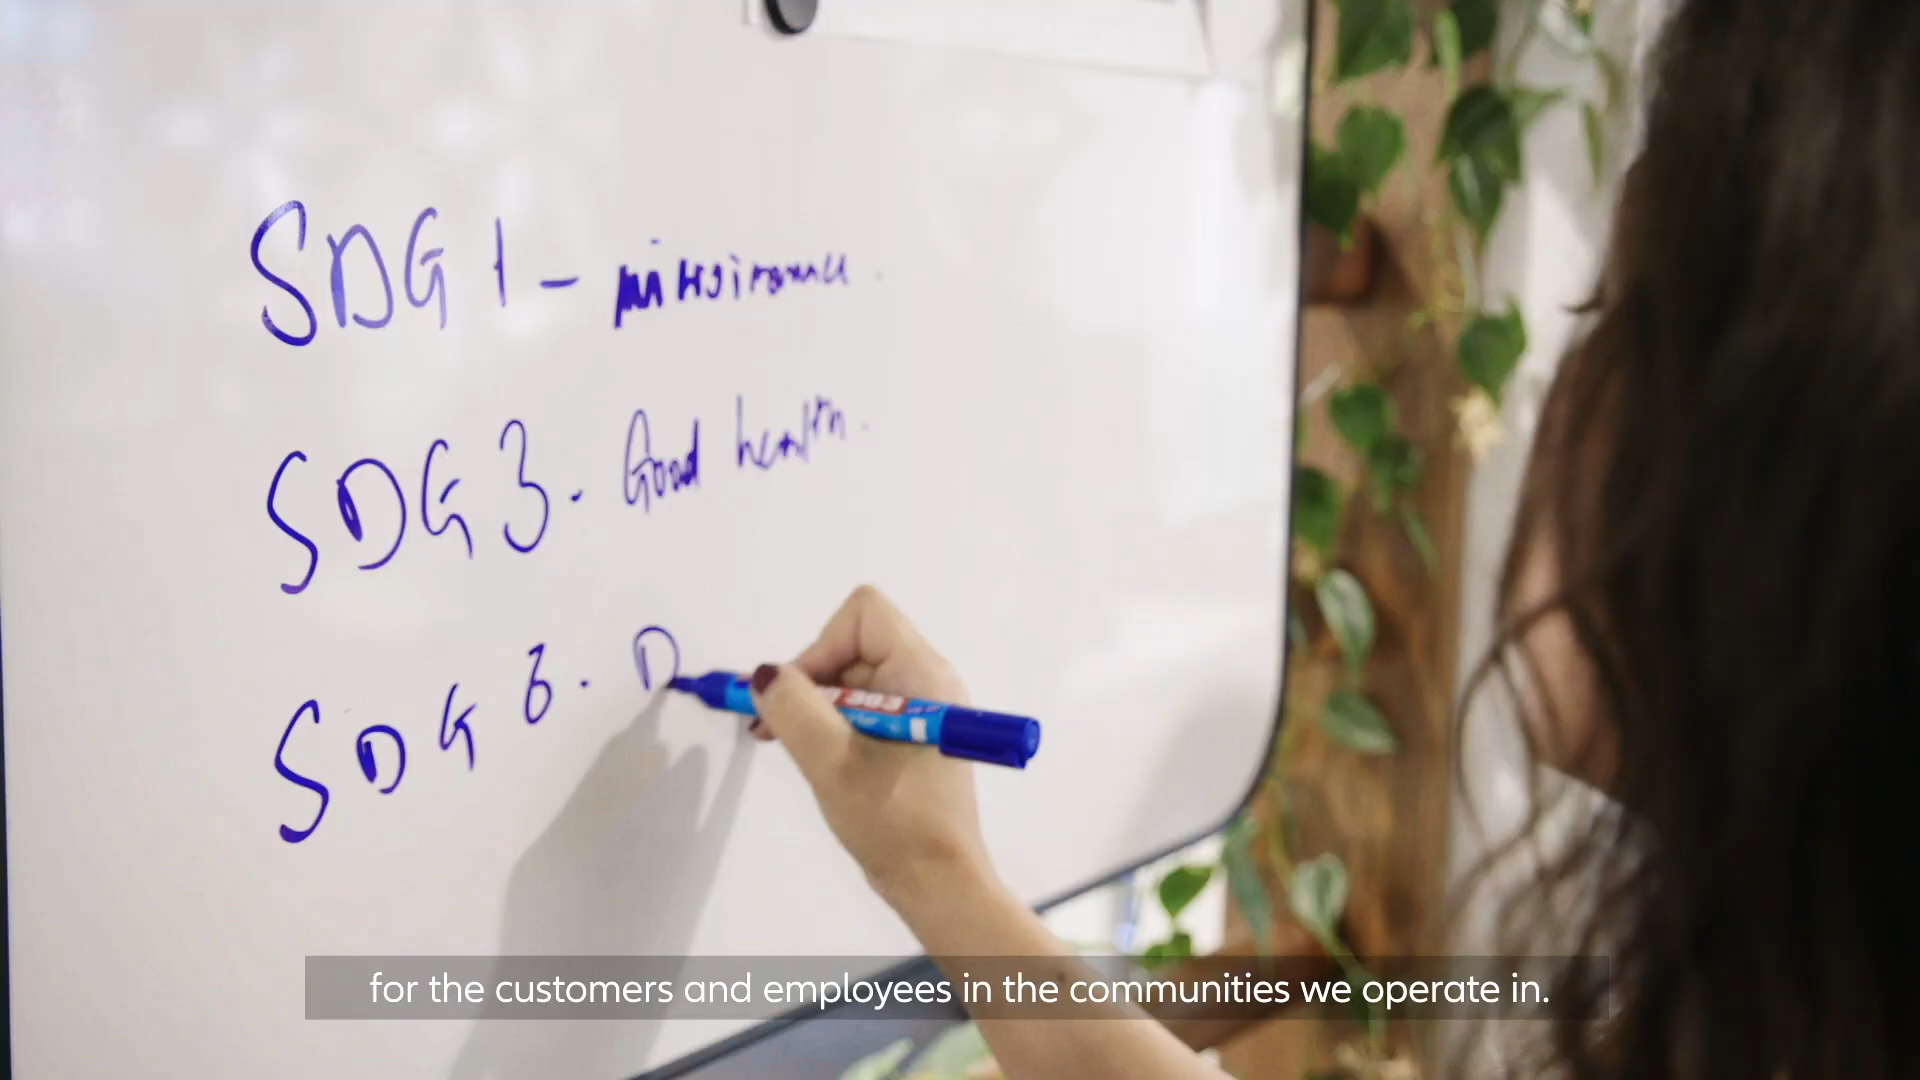 SDG 1 -
SDG 3. Good health.
SDG 8. D
for the customers and employees in the communities we operate in.